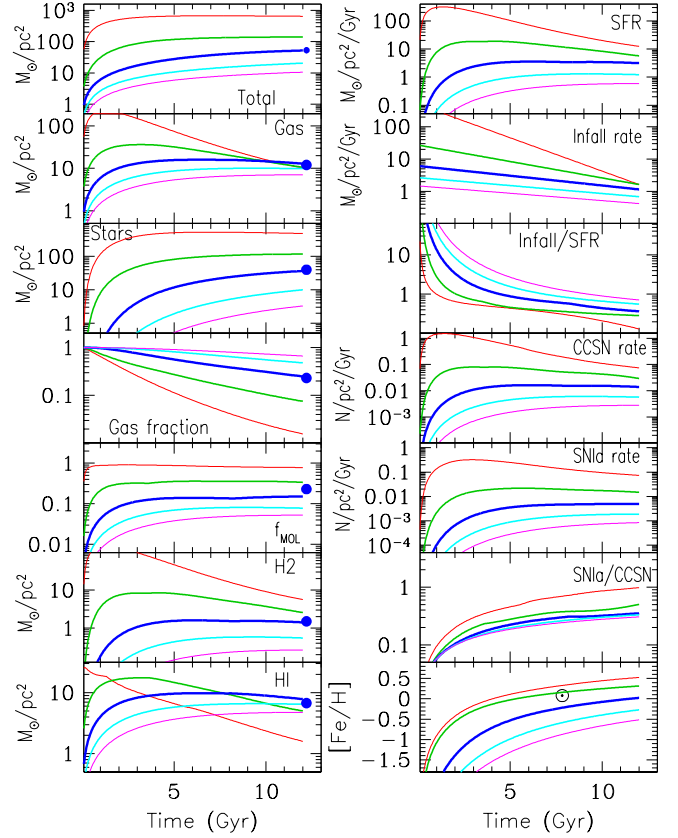 10³
100
10
1
M⊙/pc²
Total
100
10
1
M⊙/pc²
Gas
100
10
1
M⊙/pc²
Stars
1
0.1
Gas fraction
1
0.1
0.01
f_MOL
10
1
M⊙/pc²
H2
10
1
M⊙/pc²
HI
5
10
Time (Gyr)
100
10
1
0.1
M⊙/pc²/Gyr
SFR
100
10
1
M⊙/pc²/Gyr
Infall rate
10
1
Infall/SFR
1
0.1
0.01
10⁻³
N/pc²/Gyr
CCSN rate
1
0.1
0.01
10⁻³
10⁻⁴
N/pc²/Gyr
SNIa rate
1
0.1
SNIa/CCSN
0.5
0
−0.5
−1
−1.5
[Fe/H]
5
10
Time (Gyr)